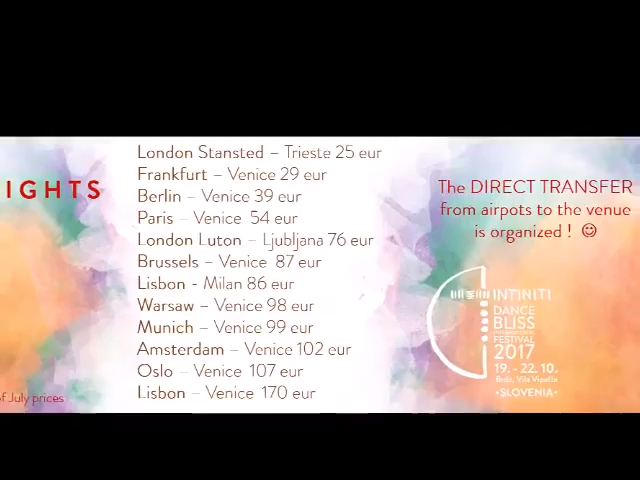 IGHTS
London Stansted – Trieste 25 eur
Frankfurt – Venice 29 eur
Berlin – Venice 39 eur
Paris – Venice 54 eur
London Luton – Ljubljana 76 eur
Brussels – Venice 87 eur
Lisbon - Milan 86 eur
Warsaw – Venice 98 eur
Munich – Venice 99 eur
Amsterdam – Venice 102 eur
Oslo – Venice 107 eur
Lisbon – Venice 170 eur
of July prices
The DIRECT TRANSFER
from airpots to the venue
is organized ! ☺
INTINITI
DANCE
BLISS
FESTIVAL
2017
19. - 22. 10.
•SLOVENIA•